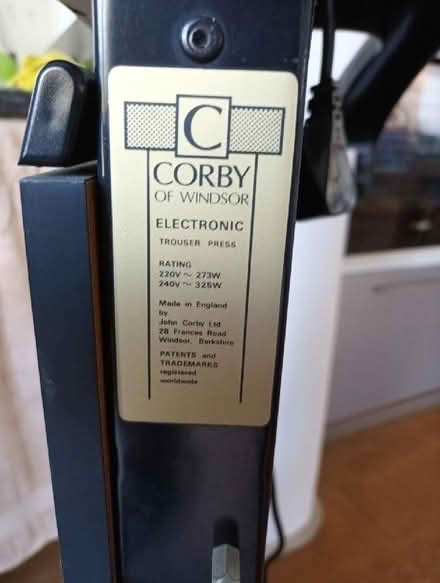 C
CORBY
OF WINDSOR
ELECTRONIC
TROUSER PRESS
RATING
220V ~ 273W
240V ~ 325W
Made in England
by
John Corby Ltd
28 Frances Road
Windsor, Berkshire
PATENTS and
TRADEMARKS
registered
worldwide